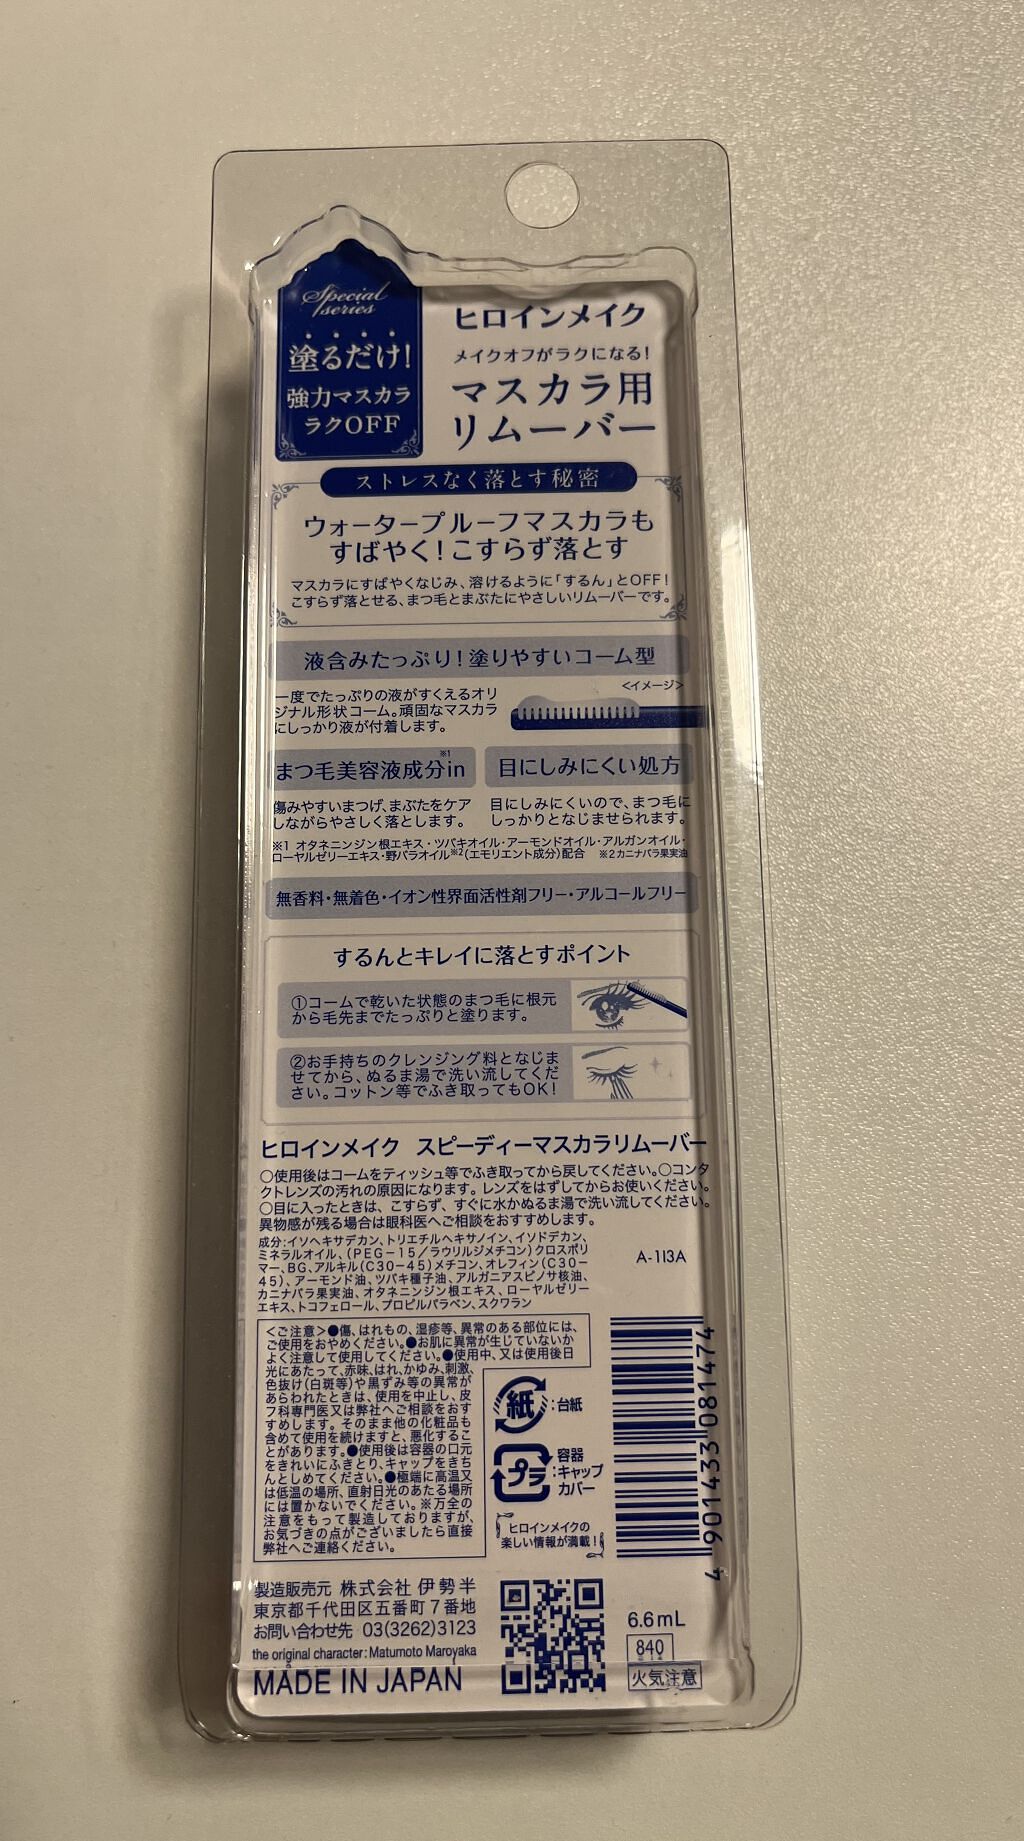 Special series
塗るだけ!
強力マスカラ
ラクOFF
ヒロインメイク
メイクオフがラクになる!
マスカラ用
リムーバー
ストレスなく落とす秘密
ウォータープルーフマスカラも
すばやく!こすらず落とす
マスカラにすばやくなじみ、溶けるように「するん」とOFF!
こすらず落とせる、まつ毛とまぶたにやさしいリムーバーです。
液含みたっぷり!塗りやすいコーム型
一度でたっぷりの液がすくえるオリ
ジナル形状コーム。頑固なマスカラ
にしっかり液が付着します。
<イメージ>
まつ毛美容液成分in ※1
傷みやすいまつげ、まぶたをケア
しながらやさしく落とします。
目にしみにくい処方
目にしみにくいので、まつ毛に
しっかりとなじませられます。
※1 オタネニンジン根エキス・ツバキオイル・アーモンドオイル・アルガンオイル・
ローヤルゼリーエキス・野バラオイル※2(エモリエント成分)配合 ※2カニナバラ果実油
無香料・無着色・イオン性界面活性剤フリー・アルコールフリー
するんとキレイに落とすポイント
①コームで乾いた状態のまつ毛に根元
から毛先までたっぷりと塗ります。
②お手持ちのクレンジング料となじま
せてから、ぬるま湯で洗い流してくだ
さい。コットン等でふき取ってもOK!
ヒロインメイク スピーディーマスカラリムーバー
○使用後はコームをティッシュ等でふき取ってから戻してください。○コンタ
クトレンズの汚れの原因になります。レンズをはずしてからお使いください。
○目に入ったときは、こすらず、すぐに水かぬるま湯で洗い流してください。
異物感が残る場合は眼科医へご相談をおすすめします。
成分:イソヘキサデカン、トリエチルヘキサノイン、イソドデカン、
ミネラルオイル、(PEG-15/ラウリルジメチコン)クロスポリ
マー、BG、アルキル(C30-45)メチコン、オレフィン(C30-
45)、アーモンド油、ツバキ種子油、アルガニアスピノサ核油、
カニナバラ果実油、オタネニンジン根エキス、ローヤルゼリー
エキス、トコフェロール、プロピルパラベン、スクワラン
A-113A
<ご注意>●傷、はれもの、湿疹等、異常のある部位には、
ご使用をおやめください。●お肌に異常が生じていないか
よく注意して使用してください。●使用中、又は使用後日
光にあたって、赤味、はれ、かゆみ、刺激、
色抜け(白斑等)や黒ずみ等の異常が
あらわれたときは、使用を中止し、皮
フ科専門医又は弊社へご相談をおす
すめします。そのまま他の化粧品も
含めて使用を続けますと、悪化するこ
とがあります。●使用後は容器の口元
をきれいにふきとり、キャップをきち
んとしめてください。●極端に高温又
は低温の場所、直射日光のあたる場所
には置かないでください。※万全の
注意をもって製造しておりますが、
お気づきの点がございましたら直接
弊社へご連絡ください。
紙:台紙
プラ:容器
キャップ
カバー
ヒロインメイクの
楽しい情報が満載!
4 901433 081474
製造販売元 株式会社 伊勢半
東京都千代田区五番町7番地
お問い合わせ先 03(3262)3123
the original character:Matumoto Maroyaka
MADE IN JAPAN
6.6mL
840
火気注意